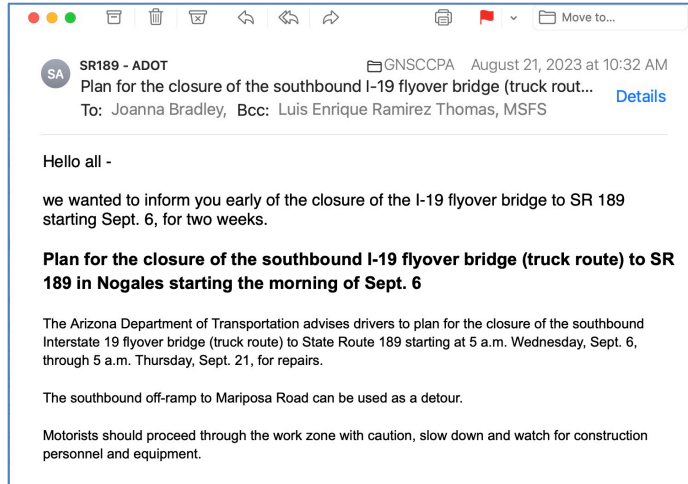 Move to...
SA
SR189 - ADOT
GNSCCPA August 21, 2023 at 10:32 AM
Plan for the closure of the southbound I-19 flyover bridge (truck rout...
Details
To: Joanna Bradley, Bcc: Luis Enrique Ramirez Thomas, MSFS
Hello all -
we wanted to inform you early of the closure of the I-19 flyover bridge to SR 189
starting Sept. 6, for two weeks.
Plan for the closure of the southbound I-19 flyover bridge (truck route) to SR
189 in Nogales starting the morning of Sept. 6
The Arizona Department of Transportation advises drivers to plan for the closure of the southbound
Interstate 19 flyover bridge (truck route) to State Route 189 starting at 5 a.m. Wednesday, Sept. 6,
through 5 a.m. Thursday, Sept. 21, for repairs.
The southbound off-ramp to Mariposa Road can be used as a detour.
Motorists should proceed through the work zone with caution, slow down and watch for construction
personnel and equipment.